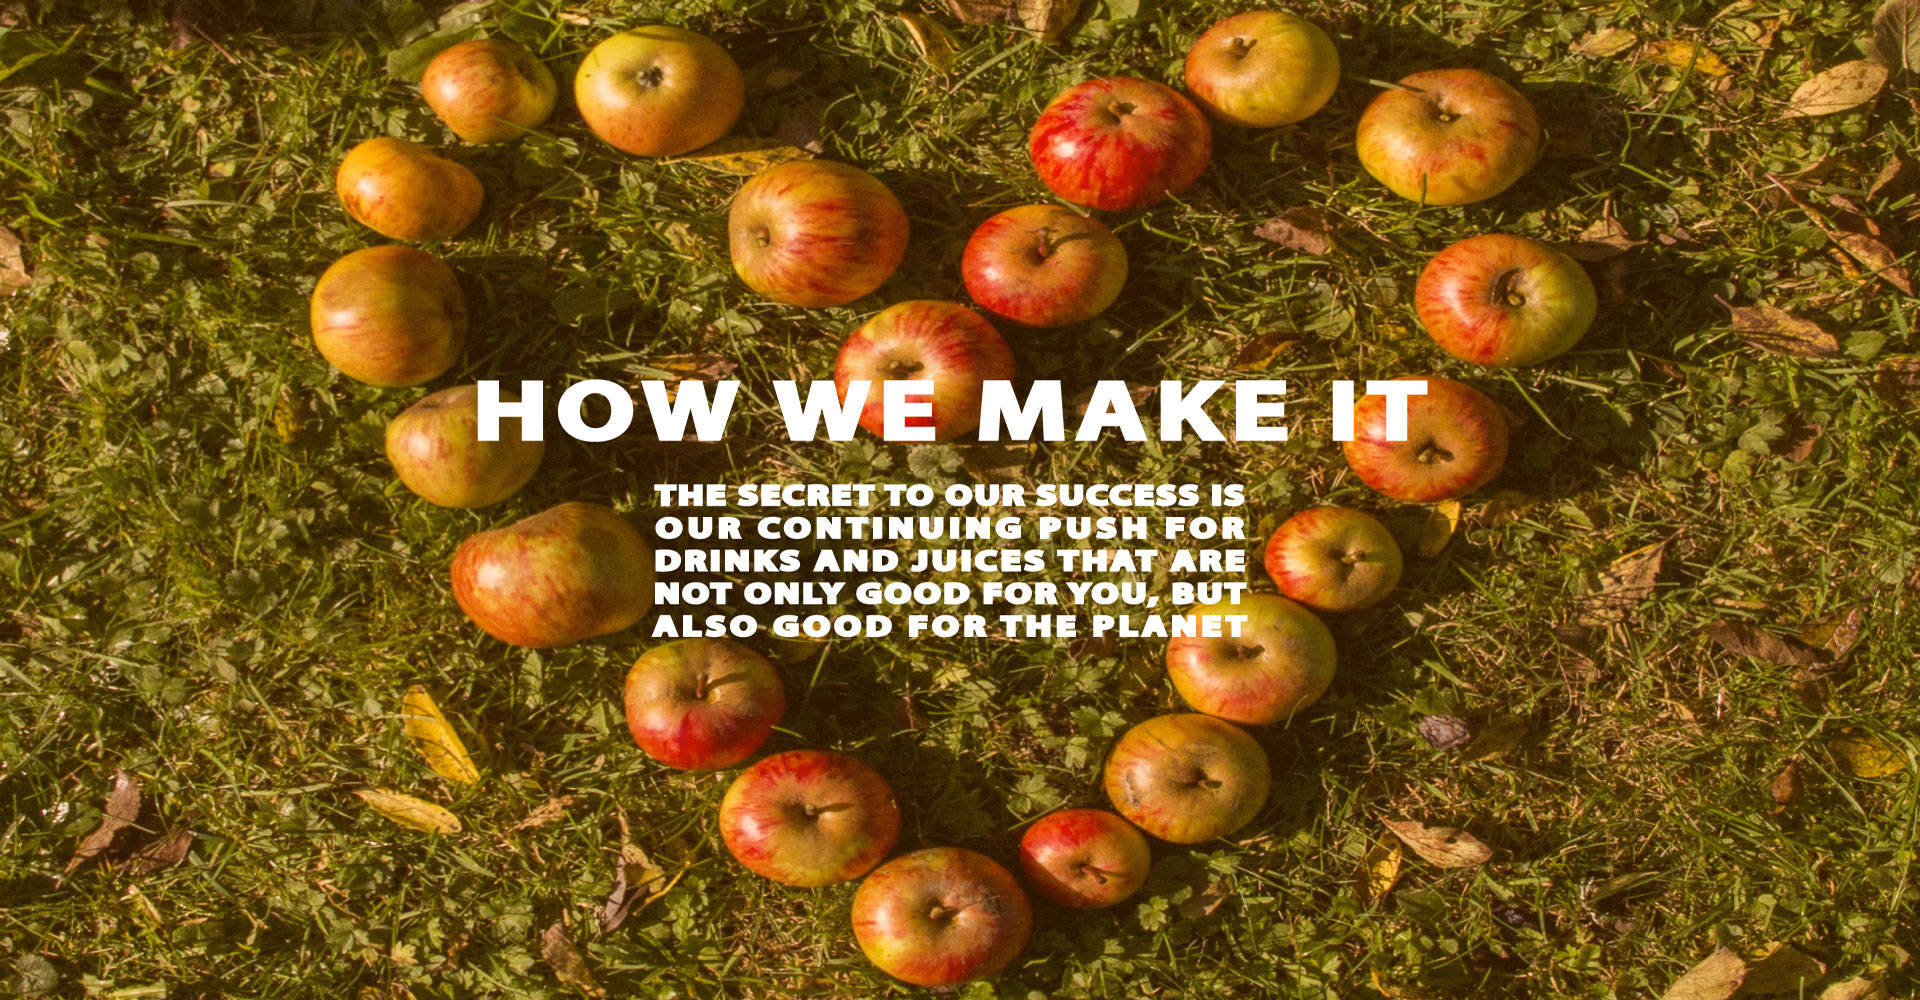 HOW WE MAKE IT
THE SECRET TO OUR SUCCESS IS
OUR CONTINUING PUSH FOR
DRINKS AND JUICES THAT ARE
NOT ONLY GOOD FOR YOU, BUT
ALSO GOOD FOR THE PLANET